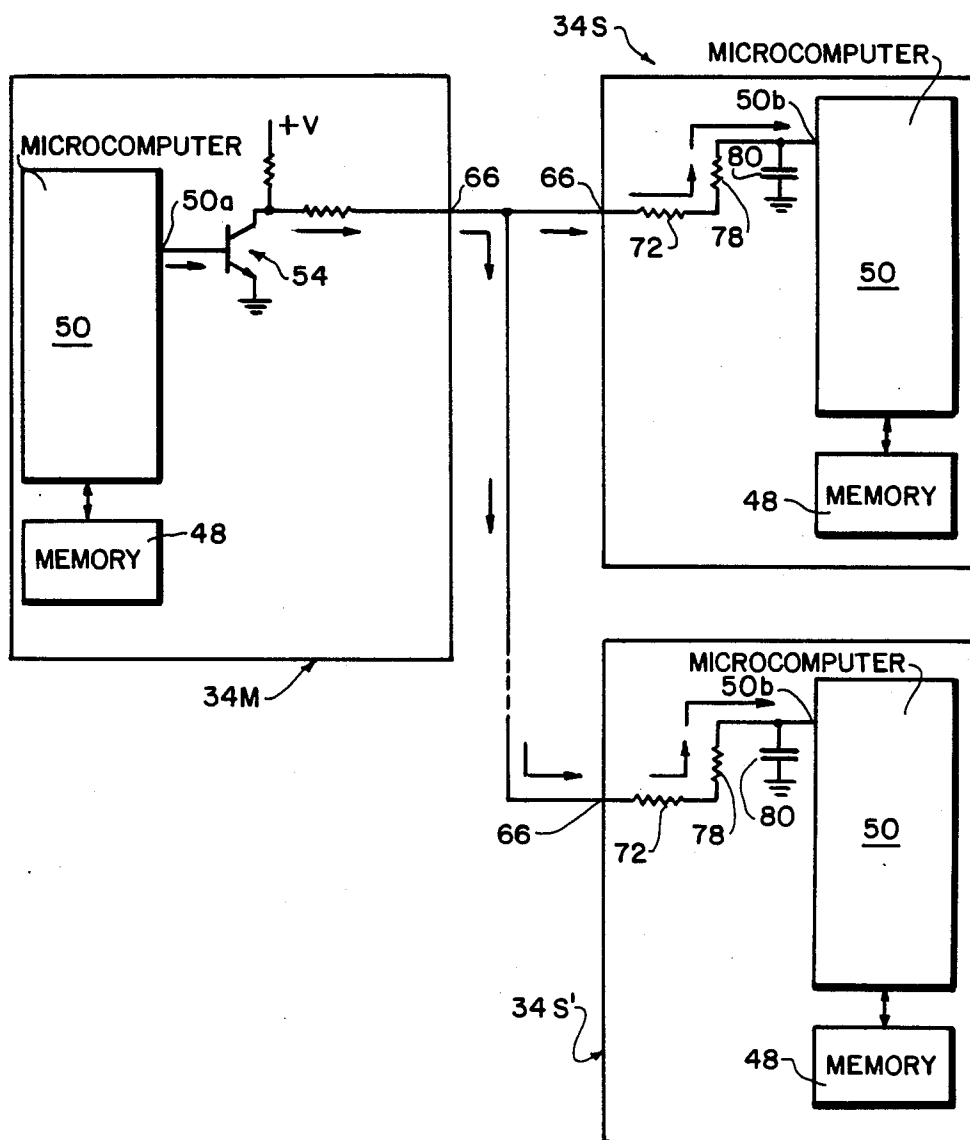 34S
MICROCOMPUTER
50b
+V
MICROCOMPUTER
80
50a
66
66
72
78
54
50
50
MEMORY
48
48
MEMORY
34M
MICROCOMPUTER
50b
80
66
72
78
50
34S'
48
MEMORY